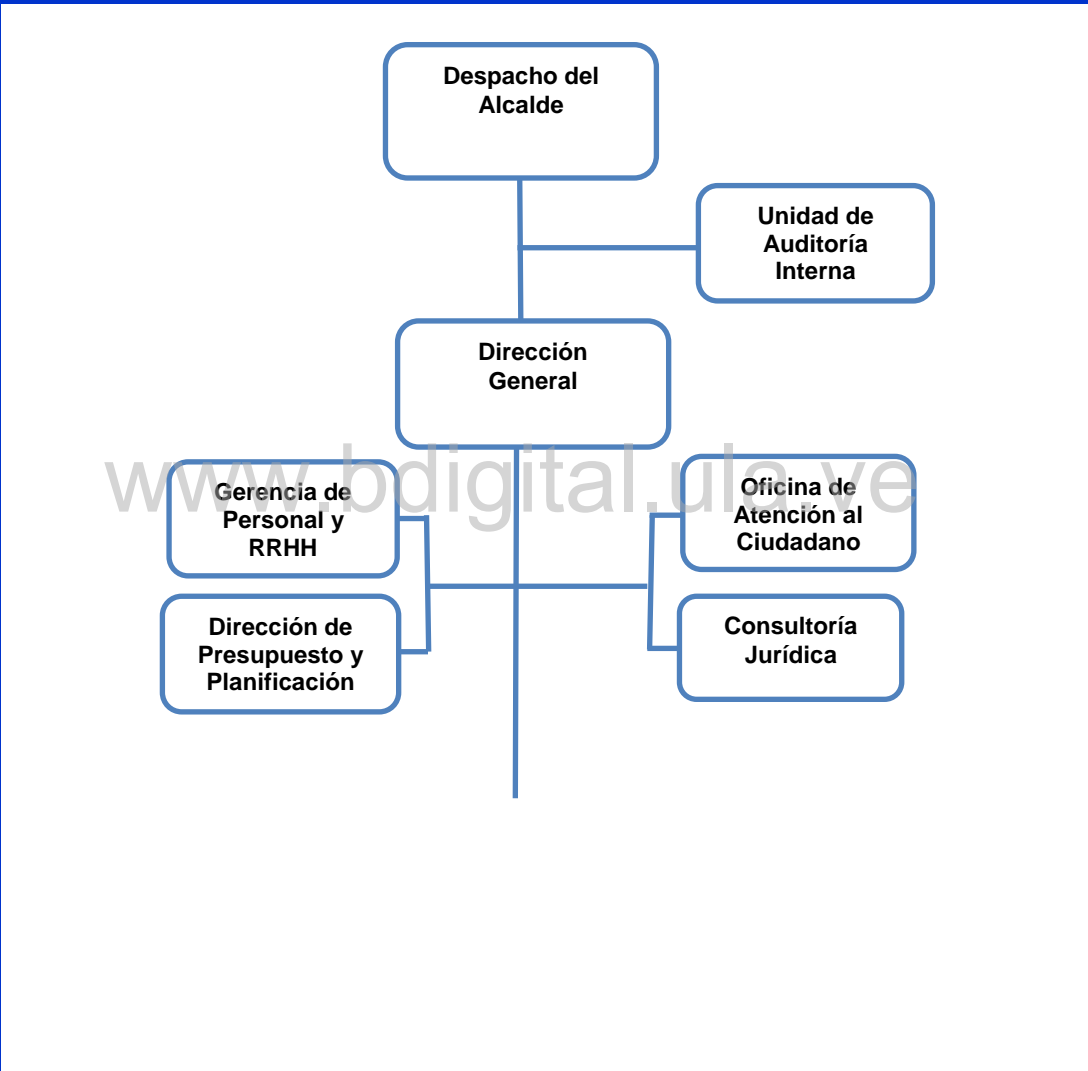 Despacho del
Alcalde
Unidad de
Auditoría
Interna
Dirección
General
www.bdigital.ula.ve
Gerencia de
Personal y
RRHH
Oficina de
Atención al
Ciudadano
Dirección de
Presupuesto y
Planificación
Consultoría
Jurídica